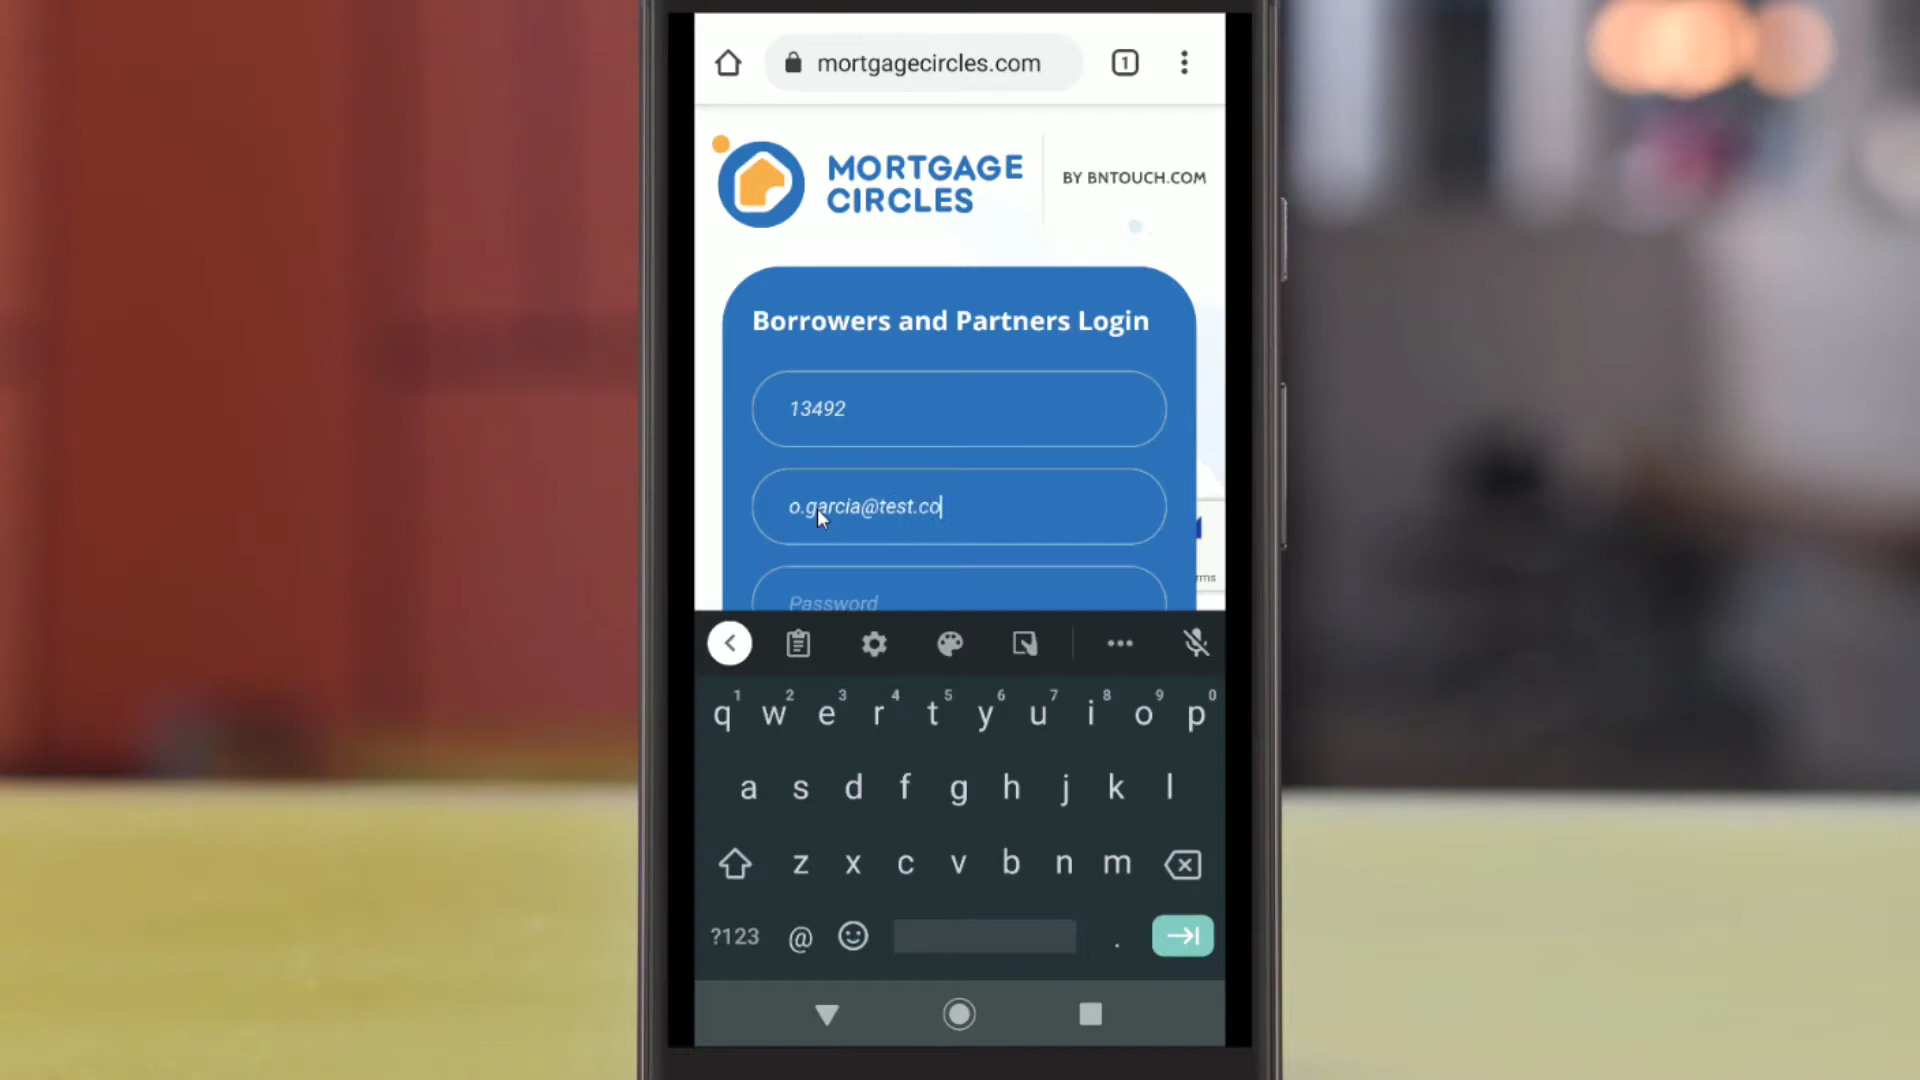 mortgagecircles.com
1
MORTGAGE
CIRCLES
BY BNTOUCH.COM
Borrowers and Partners Login
13492
o.garcia@test.co
rms
Password
1 2 3 4 5 6 7 8 9 0
q w e r t y u i o p
a s d f g h j k l
z x c v b n m
?123 @ .